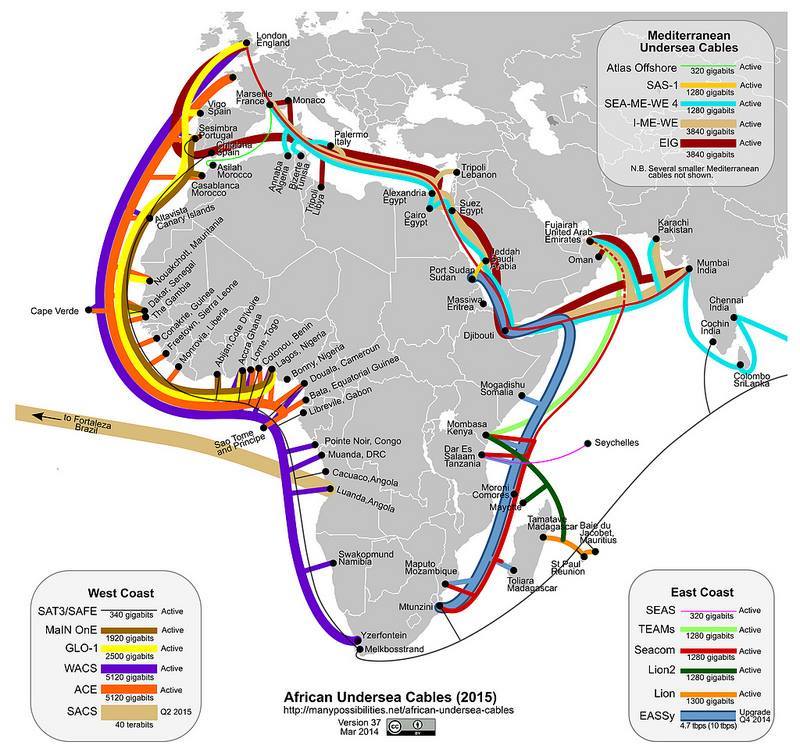 London
England
Mediterranean
Undersea Cables
Atlas Offshore
320 gigabits
Active
SAS-1
1280 gigabits
Active
SEA-ME-WE 4
1280 gigabits
Active
I-ME-WE
3840 gigabits
Active
EIG
3840 gigabits
Active
N.B. Several smaller Mediterranean
cables not shown.
Marseille
France
Monaco
Vigo
Spain
Sesimbra
Portugal
Spain
Asilah
Morocco
Casablanca
Morocco
Palermo
Italy
Annaba
Algeria
Bizerte
Tunisia
Tripoli
Libya
Tripoli
Lebanon
Alexandria
Egypt
Cairo
Egypt
Suez
Egypt
Altavista
Canary Islands
Fujairah
United Arab
Emirates
Oman
Karachi
Pakistan
Mumbai
India
Jeddah
Saudi
Arabia
Port Sudan
Sudan
Massiwa
Eritrea
Djibouti
Chennai
India
Cochin
India
Colombo
SriLanka
Nouakchott, Mauritania
Dakar, Senegal
The Gambia
Cape Verde
Conakrie, Guinea
Freetown, Sierra Leone
Monrovia, Liberia
Abijan,Cote D'Ivoire
Accra,Ghana
Lome,Togo
Cotonou, Benin
Lagos, Nigeria
Bonny, Nigeria
Douala, Cameroun
Bata, Equatorial Guinea
Libreville, Gabon
Sao Tome
and Principe
to Fortaleza
Brazil
Pointe Noir, Congo
Muanda, DRC
Cacuaco,Angola
Luanda,Angola
Mogadishu
Somalia
Mombasa
Kenya
Dar Es
Salaam
Tanzania
Seychelles
Moroni
Comores
Mayotte
Tamatave
Madagascar
Baie du
Jacobet,
Mauritius
St Paul
Reunion
Toliara
Madagascar
Maputo
Mozambique
Mtunzini
Swakopmund
Namibia
Yzerfontein
Melkbosstrand
West Coast
SAT3/SAFE
340 gigabits
Active
MaIN OnE
1920 gigabits
Active
GLO-1
2500 gigabits
Active
WACS
5120 gigabits
Active
ACE
5120 gigabits
Active
SACS
40 terabits
Q2 2015
East Coast
SEAS
320 gigabits
Active
TEAMs
1280 gigabits
Active
Seacom
1280 gigabits
Active
Lion2
1280 gigabits
Active
Lion
1300 gigabits
Active
EASSy
4.7 tbps (10 tbps)
Upgrade
Q4 2014
African Undersea Cables (2015)
http://manypossibilities.net/african-undersea-cables
Version 37
Mar 2014
cc
BY